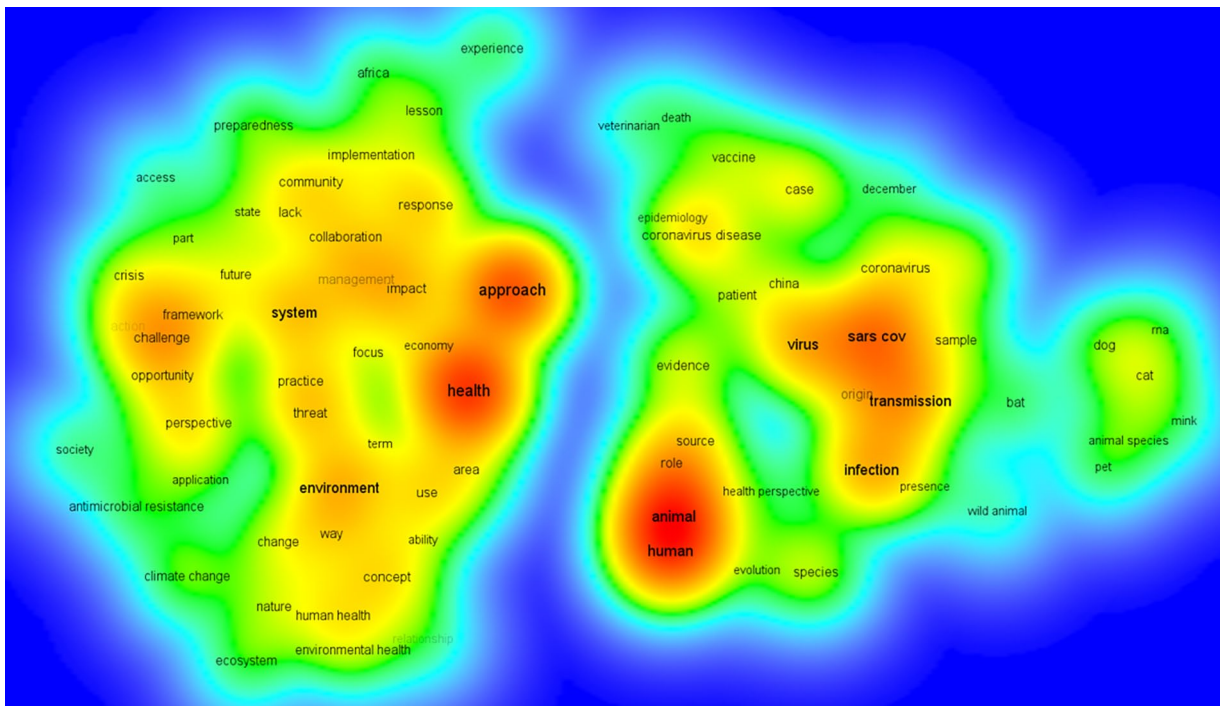 experience
africa
lesson
preparedness
veterinarian
death
implementation
vaccine
access
community
case
december
state
lack
response
epidemiology
part
collaboration
coronavirus disease
crisis
future
management
impact
approach
patient
china
coronavirus
framework
system
action
challenge
focus
economy
virus
sars cov
sample
dog
rna
opportunity
practice
health
evidence
origin
transmission
bat
cat
perspective
threat
mink
society
term
source
animal species
application
area
role
infection
pet
antimicrobial resistance
environment
use
health perspective
presence
wild animal
change
way
ability
animal
human
climate change
concept
evolution
species
nature
human health
relationship
ecosystem
environmental health